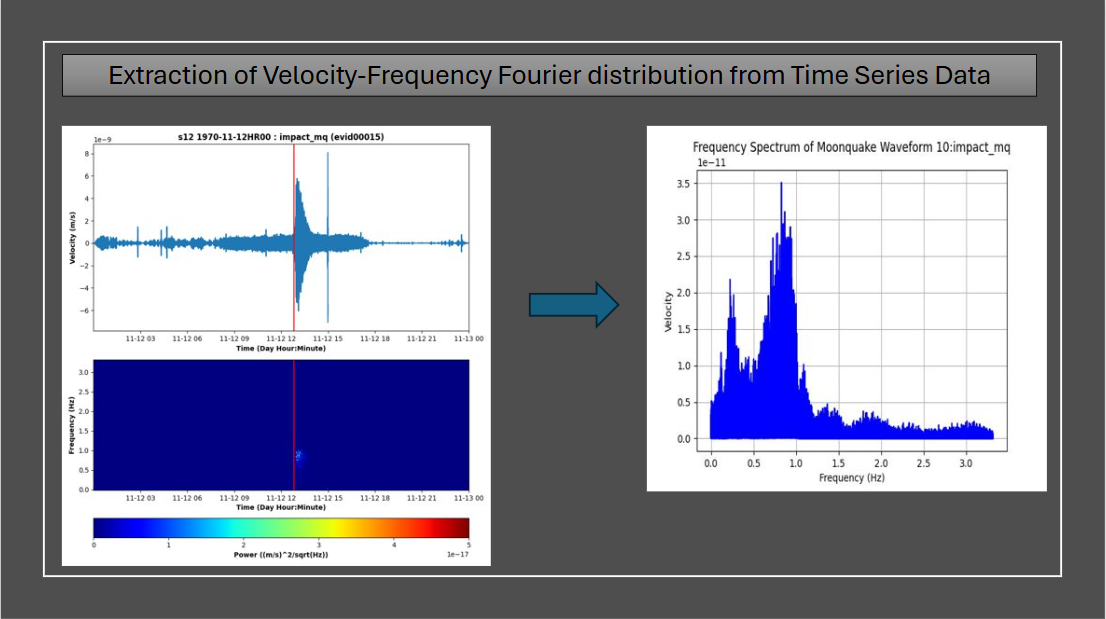 Extraction of Velocity-Frequency Fourier distribution from Time Series Data
s12 1970-11-12HR00 : impact_mq (evid00015)
1e−9
8
6
4
2
0
−2
−4
−6
Velocity (m/s)
11-12 03 11-12 06 11-12 09 11-12 12 11-12 15 11-12 18 11-12 21 11-13 00
Time (Day Hour:Minute)
3.0
2.5
2.0
1.5
1.0
0.5
0.0
Frequency (Hz)
11-12 03 11-12 06 11-12 09 11-12 12 11-12 15 11-12 18 11-12 21 11-13 00
Time (Day Hour:Minute)
0 1 2 3 4 5
Power ((m/s)^2/sqrt(Hz))
1e−17
Frequency Spectrum of Moonquake Waveform 10:impact_mq
1e−11
3.5
3.0
2.5
2.0
1.5
1.0
0.5
0.0
Velocity
0.0 0.5 1.0 1.5 2.0 2.5 3.0
Frequency (Hz)